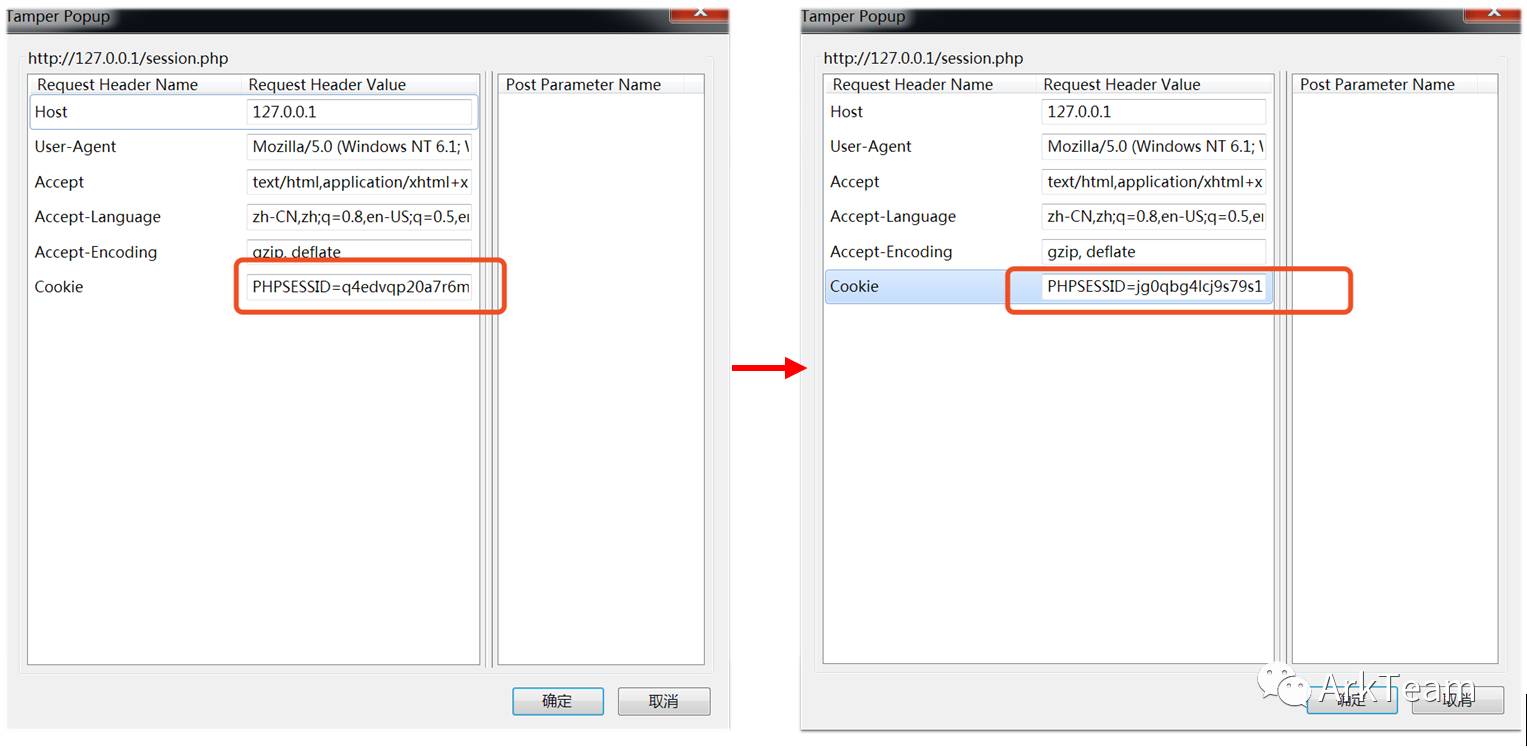 Tamper Popup
http://127.0.0.1/session.php
Request Header Name Request Header Value Post Parameter Name
Host 127.0.0.1
User-Agent Mozilla/5.0 (Windows NT 6.1;
Accept text/html,application/xhtml+x
Accept-Language zh-CN,zh;q=0.8,en-US;q=0.5,e
Accept-Encoding gzip, deflate
Cookie PHPSESSID=q4edvqp20a7r6m
确定 取消
Tamper Popup
http://127.0.0.1/session.php
Request Header Name Request Header Value Post Parameter Name
Host 127.0.0.1
User-Agent Mozilla/5.0 (Windows NT 6.1;
Accept text/html,application/xhtml+x
Accept-Language zh-CN,zh;q=0.8,en-US;q=0.5,e
Accept-Encoding gzip, deflate
Cookie PHPSESSID=jg0qbg4lcj9s79s1
确定 取消
ArkTeam